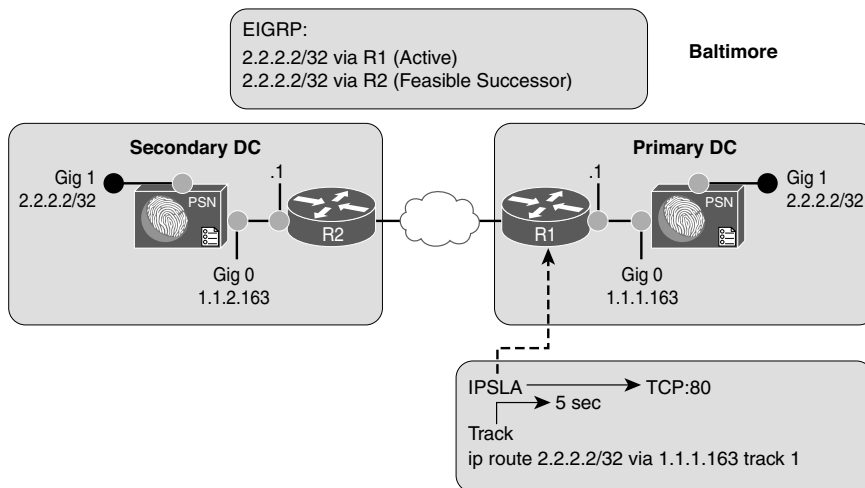 EIGRP:
2.2.2.2/32 via R1 (Active)
2.2.2.2/32 via R2 (Feasible Successor)
Baltimore
Secondary DC
Gig 1
2.2.2.2/32
PSN
.1
R2
Gig 0
1.1.2.163
Primary DC
.1
R1
PSN
Gig 1
2.2.2.2/32
Gig 0
1.1.1.163
IPSLA
TCP:80
5 sec
Track
ip route 2.2.2.2/32 via 1.1.1.163 track 1